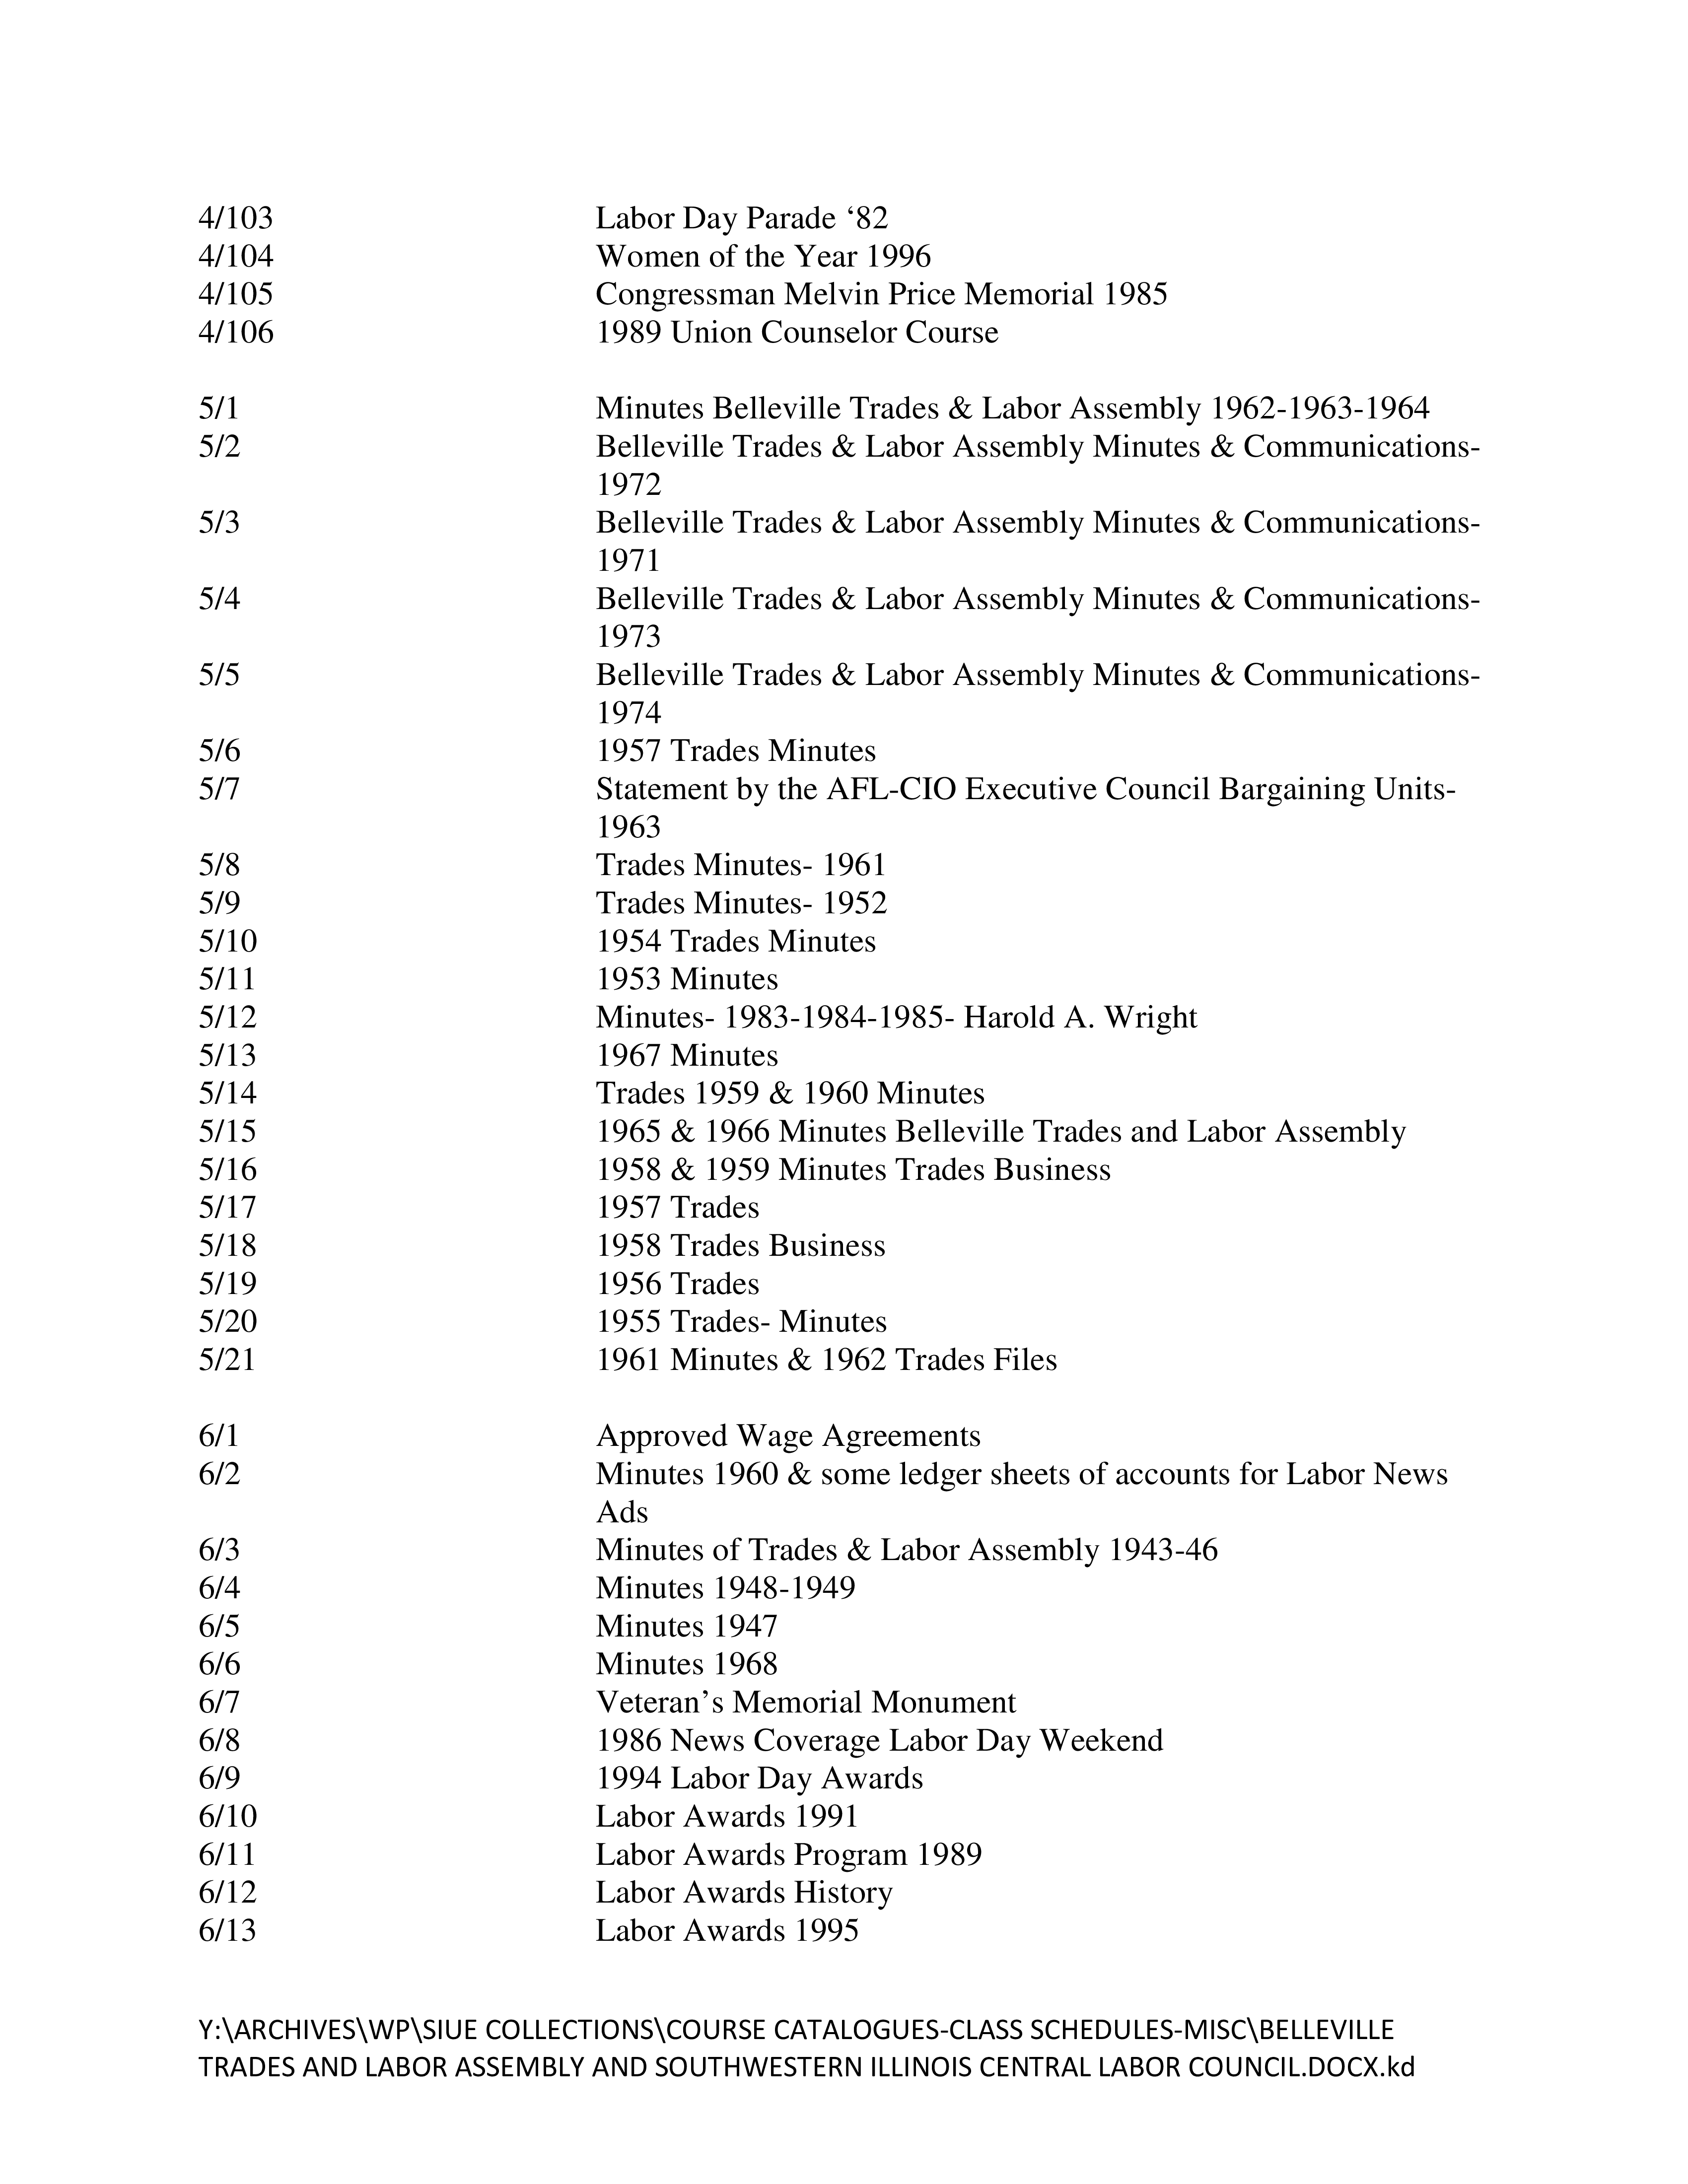 4/103 Labor Day Parade ‘82
4/104 Women of the Year 1996
4/105 Congressman Melvin Price Memorial 1985
4/106 1989 Union Counselor Course
5/1 Minutes Belleville Trades & Labor Assembly 1962-1963-1964
5/2 Belleville Trades & Labor Assembly Minutes & Communications-
1972
5/3 Belleville Trades & Labor Assembly Minutes & Communications-
1971
5/4 Belleville Trades & Labor Assembly Minutes & Communications-
1973
5/5 Belleville Trades & Labor Assembly Minutes & Communications-
1974
5/6 1957 Trades Minutes
5/7 Statement by the AFL-CIO Executive Council Bargaining Units-
1963
5/8 Trades Minutes- 1961
5/9 Trades Minutes- 1952
5/10 1954 Trades Minutes
5/11 1953 Minutes
5/12 Minutes- 1983-1984-1985- Harold A. Wright
5/13 1967 Minutes
5/14 Trades 1959 & 1960 Minutes
5/15 1965 & 1966 Minutes Belleville Trades and Labor Assembly
5/16 1958 & 1959 Minutes Trades Business
5/17 1957 Trades
5/18 1958 Trades Business
5/19 1956 Trades
5/20 1955 Trades- Minutes
5/21 1961 Minutes & 1962 Trades Files
6/1 Approved Wage Agreements
6/2 Minutes 1960 & some ledger sheets of accounts for Labor News
Ads
6/3 Minutes of Trades & Labor Assembly 1943-46
6/4 Minutes 1948-1949
6/5 Minutes 1947
6/6 Minutes 1968
6/7 Veteran’s Memorial Monument
6/8 1986 News Coverage Labor Day Weekend
6/9 1994 Labor Day Awards
6/10 Labor Awards 1991
6/11 Labor Awards Program 1989
6/12 Labor Awards History
6/13 Labor Awards 1995
Y:\ARCHIVES\WP\SIUE COLLECTIONS\COURSE CATALOGUES-CLASS SCHEDULES-MISC\BELLEVILLE
TRADES AND LABOR ASSEMBLY AND SOUTHWESTERN ILLINOIS CENTRAL LABOR COUNCIL.DOCX.kd